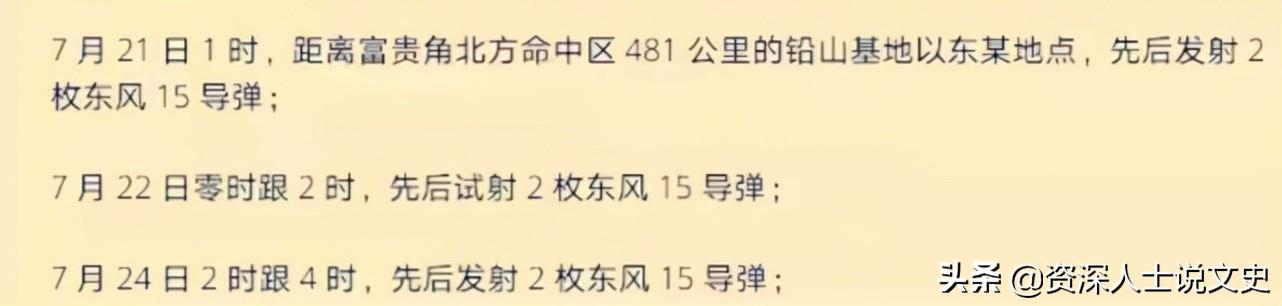 7 月 21 日 1 时，距离富贵角北方命中区 481 公里的铅山基地以东某地点，先后发射 2
枚东风 15 导弹；
7 月 22 日零时跟 2 时，先后试射 2 枚东风 15 导弹；
7 月 24 日 2 时跟 4 时，先后发射 2 枚东风 15 导弹；
头条 @资深人士说文史